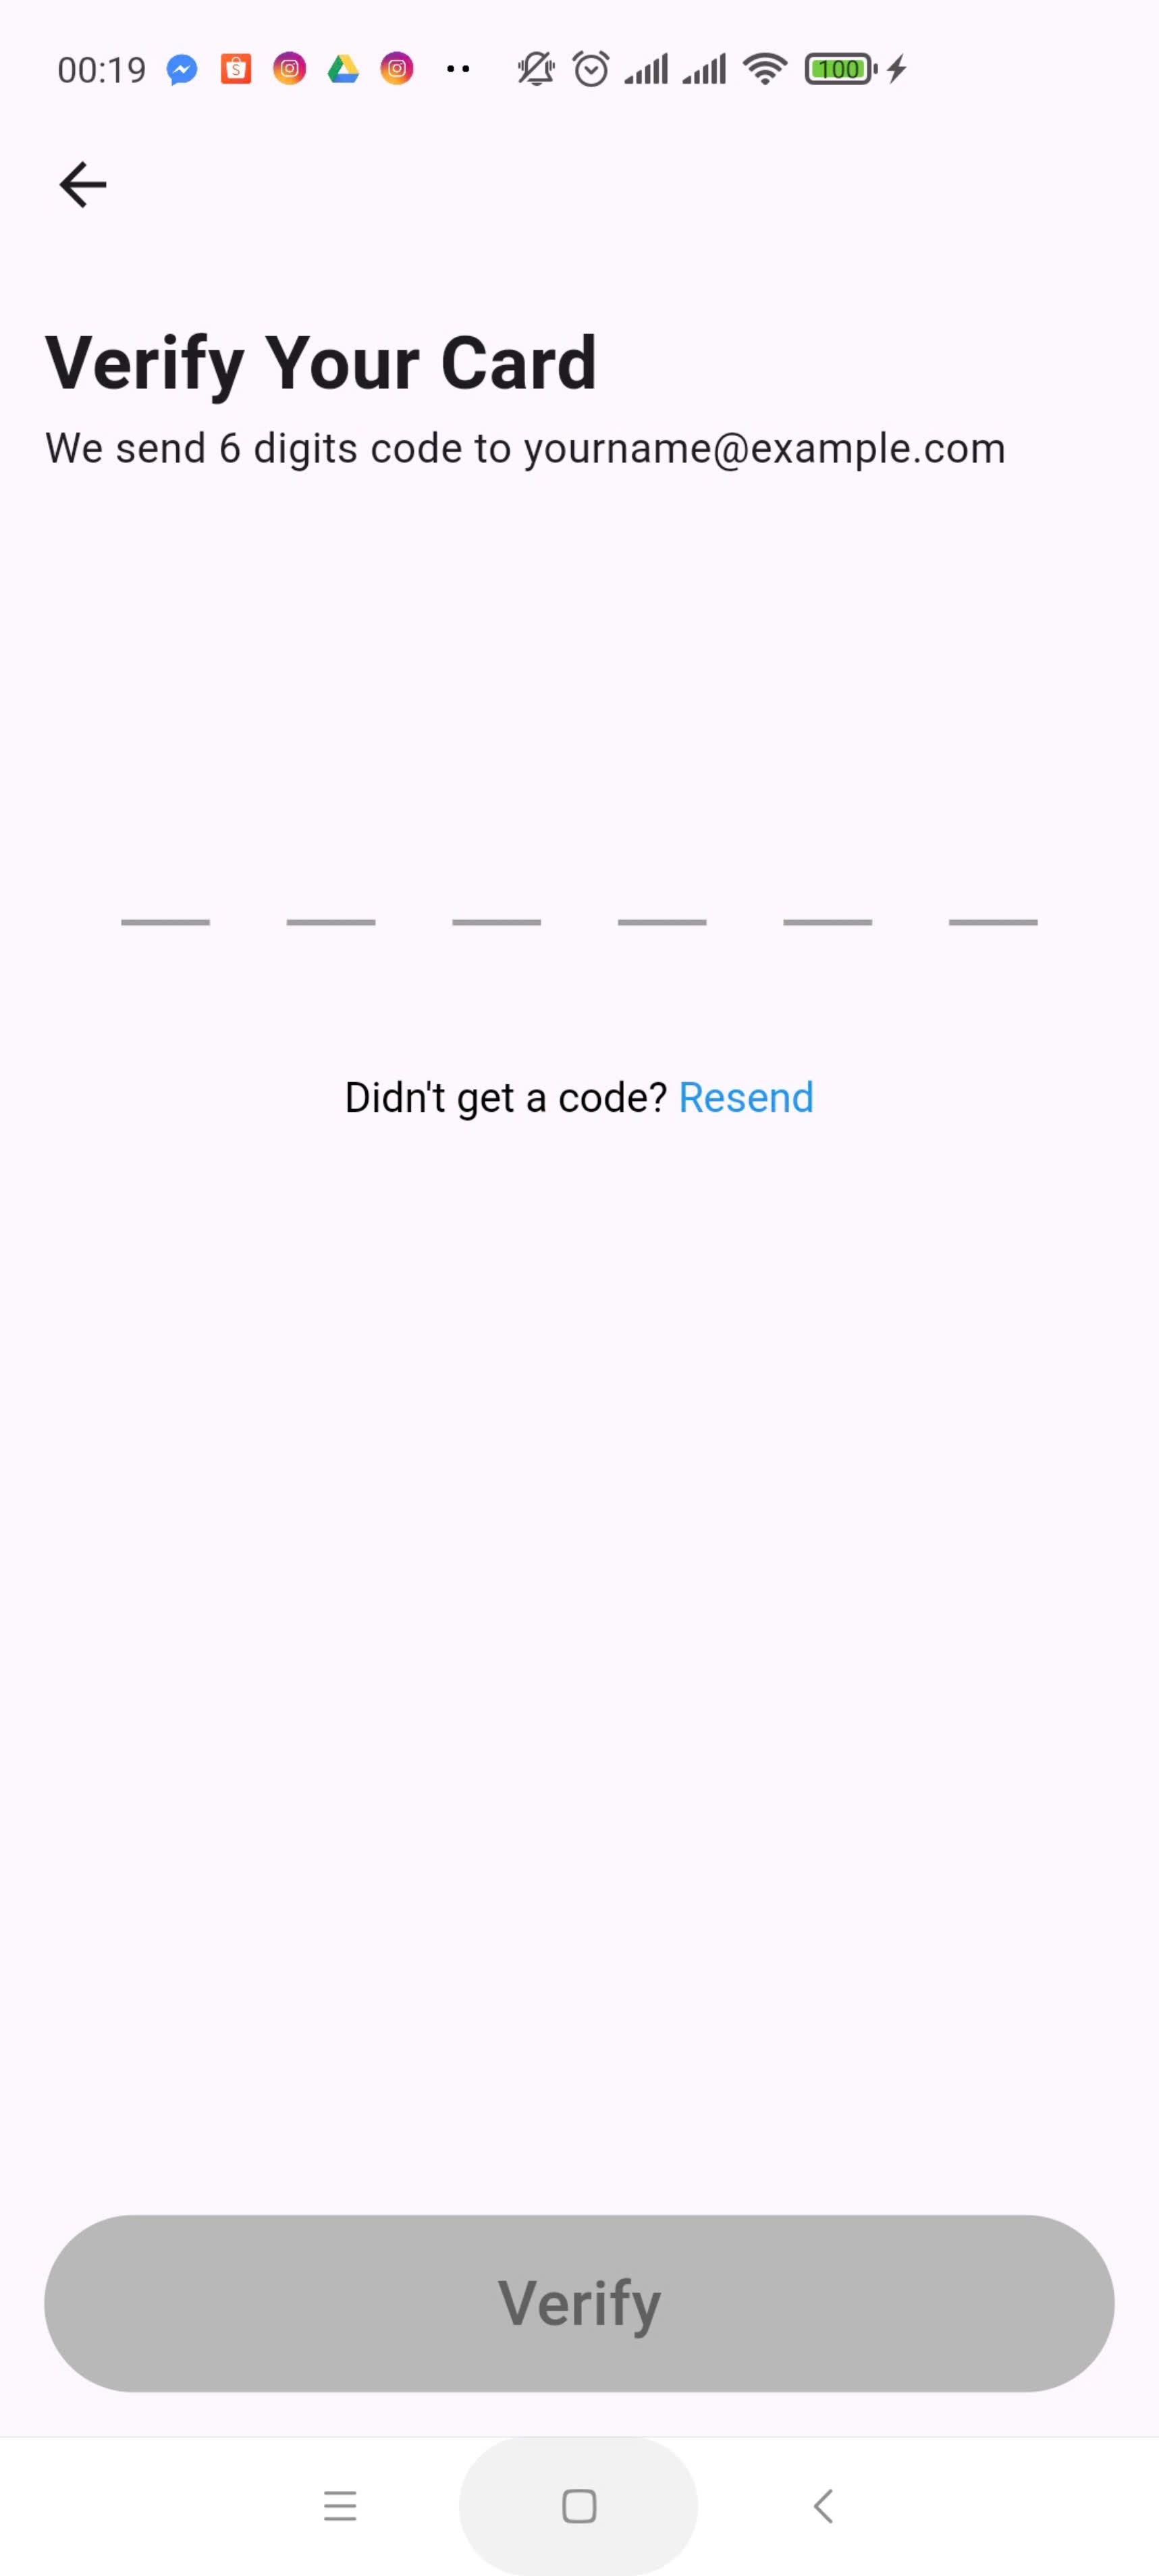 00:19 100
Verify Your Card
We send 6 digits code to yourname@example.com
Didn't get a code? Resend
Verify